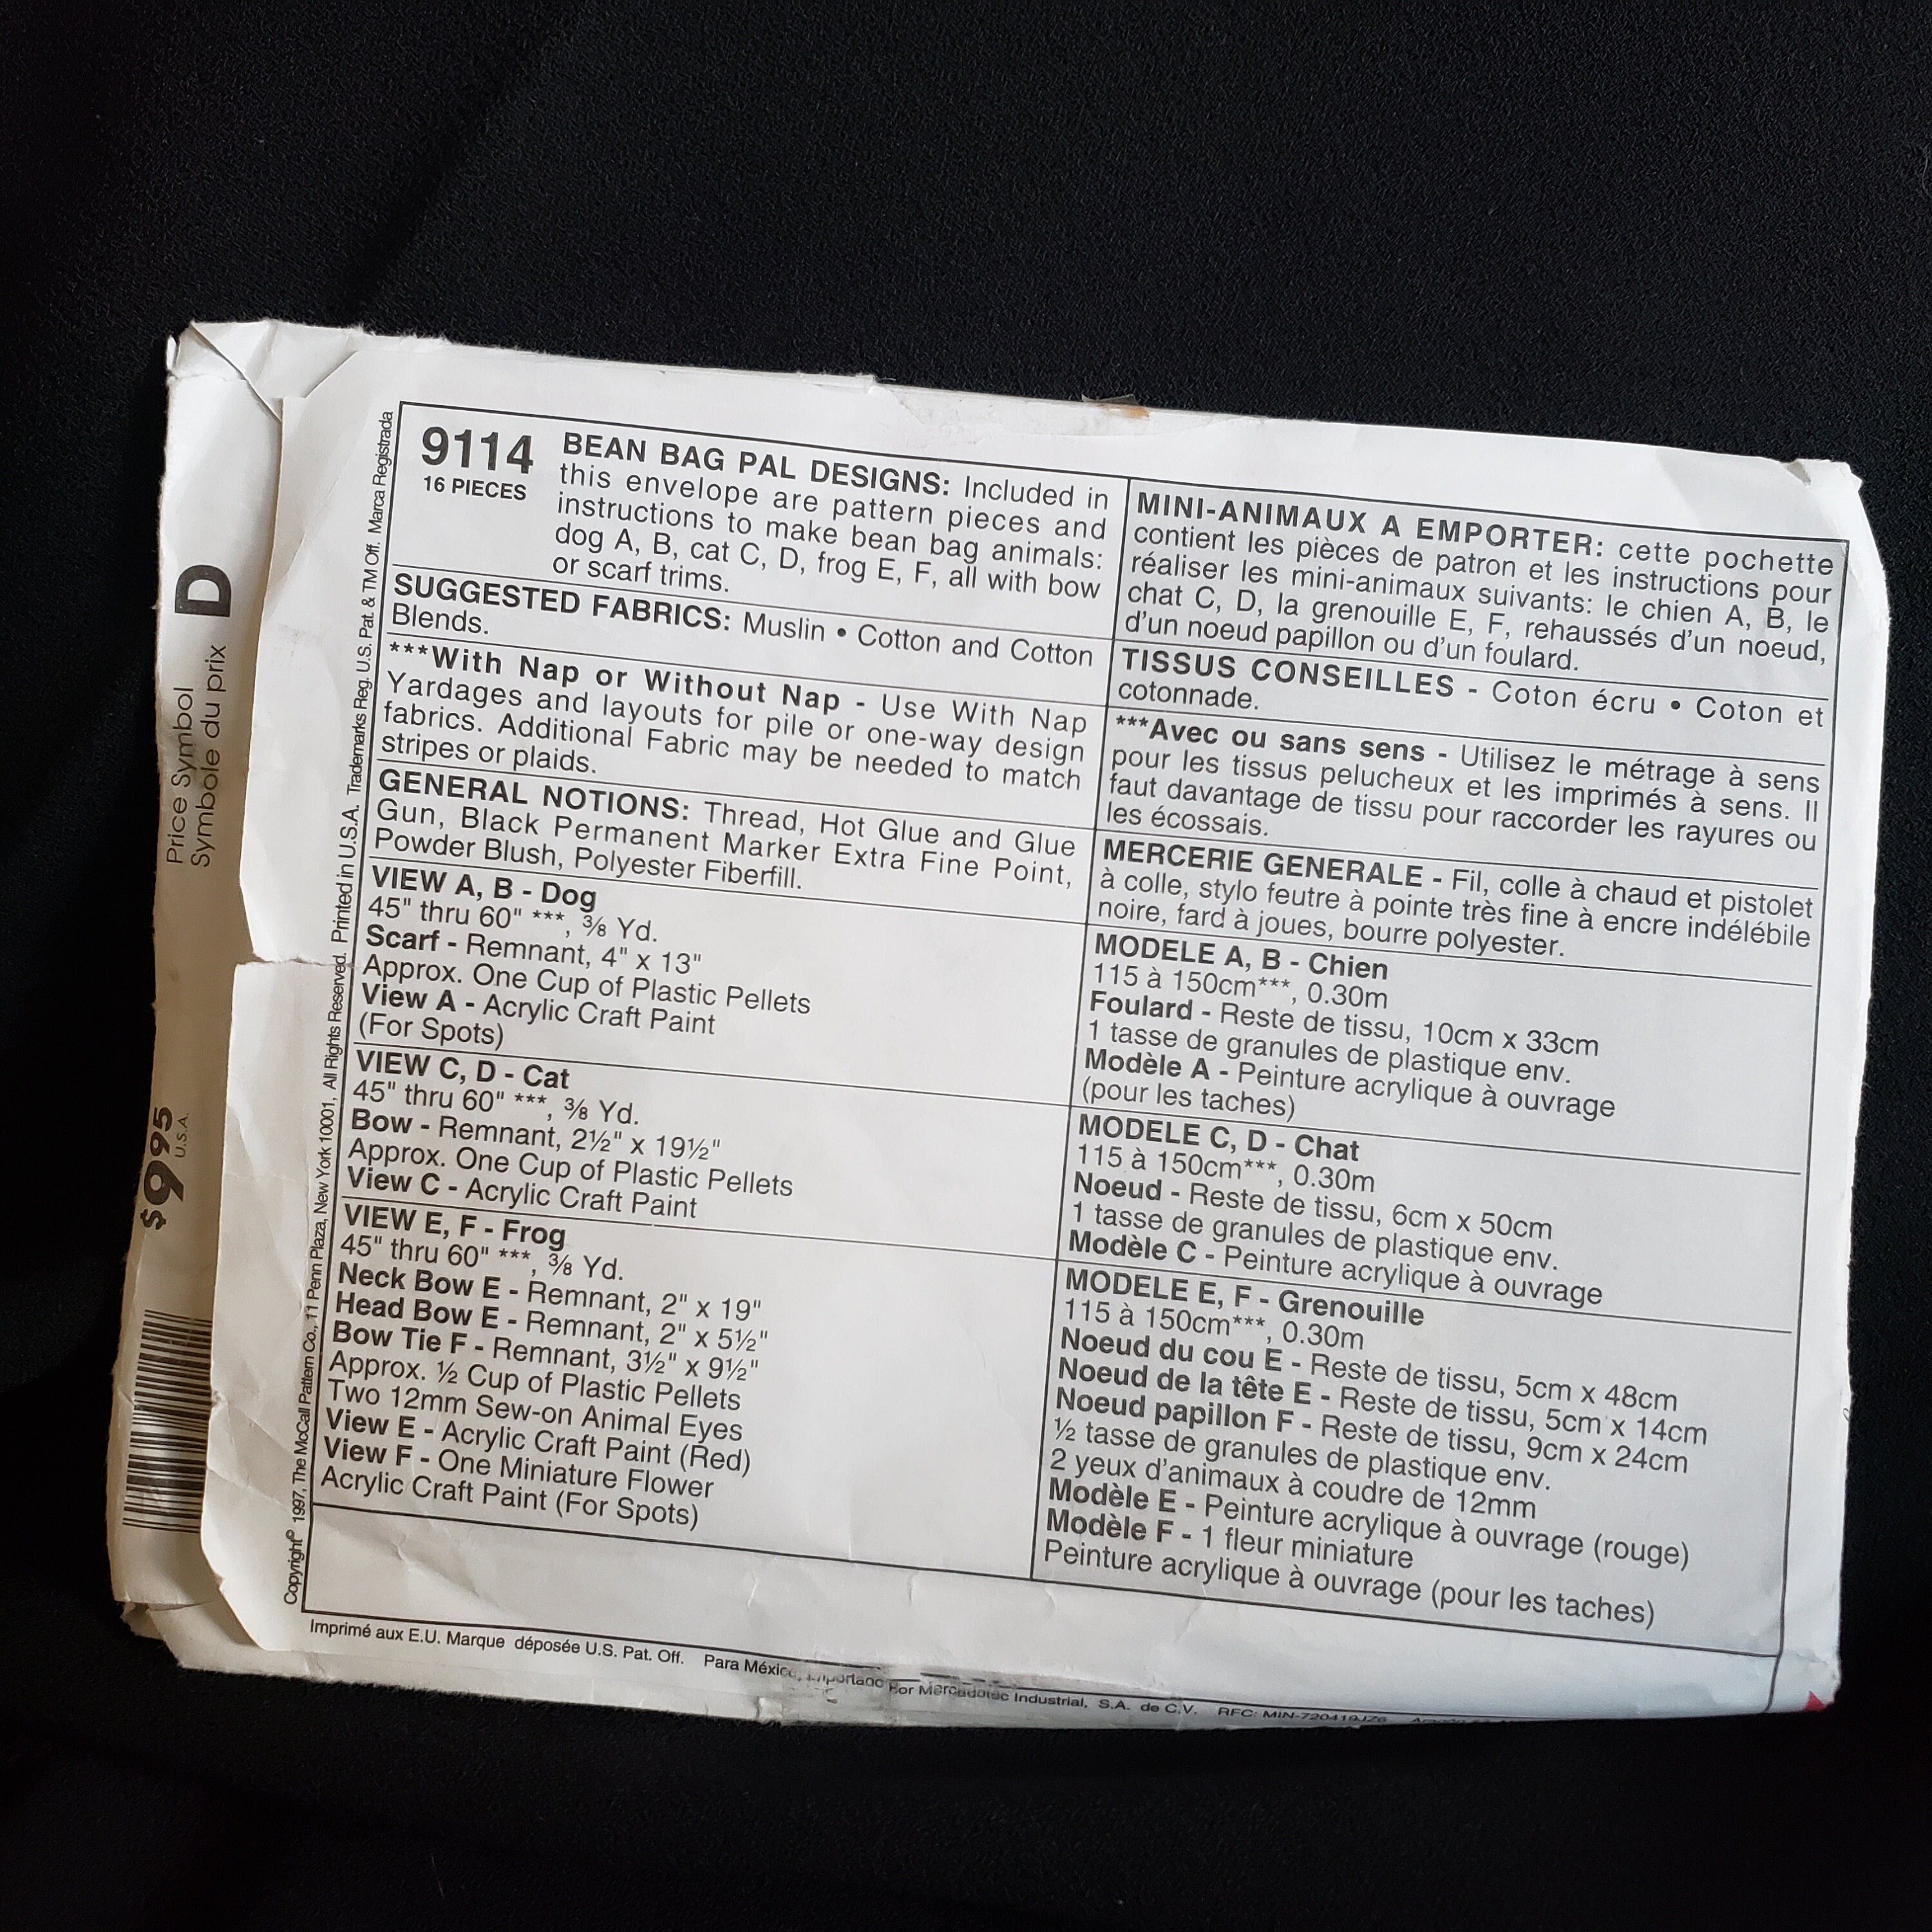 9114
16 PIECES
BEAN BAG PAL DESIGNS: Included in
this envelope are pattern pieces and
instructions to make bean bag animals:
dog A, B, cat C, D, frog E, F, all with bow
or scarf trims.
SUGGESTED FABRICS: Muslin • Cotton and Cotton
Blends.
***With Nap or Without Nap - Use With Nap
Yardages and layouts for pile or one-way design
fabrics. Additional Fabric may be needed to match
stripes or plaids.
GENERAL NOTIONS: Thread, Hot Glue and Glue
Gun, Black Permanent Marker Extra Fine Point,
Powder Blush, Polyester Fiberfill.
VIEW A, B - Dog
45" thru 60" ***, ⅜ Yd.
Scarf - Remnant, 4" x 13"
Approx. One Cup of Plastic Pellets
View A - Acrylic Craft Paint
(For Spots)
VIEW C, D - Cat
45" thru 60" ***, ⅜ Yd.
Bow - Remnant, 2½" x 19½"
Approx. One Cup of Plastic Pellets
View C - Acrylic Craft Paint
VIEW E, F - Frog
45" thru 60" ***, ⅜ Yd.
Neck Bow E - Remnant, 2" x 19"
Head Bow E - Remnant, 2" x 5½"
Bow Tie F - Remnant, 3½" x 9½"
Approx. ½ Cup of Plastic Pellets
Two 12mm Sew-on Animal Eyes
View E - Acrylic Craft Paint (Red)
View F - One Miniature Flower
Acrylic Craft Paint (For Spots)
MINI-ANIMAUX A EMPORTER: cette pochette
contient les pièces de patron et les instructions pour
réaliser les mini-animaux suivants: le chien A, B, le
chat C, D, la grenouille E, F, rehaussés d'un noeud,
d'un noeud papillon ou d'un foulard.
TISSUS CONSEILLES - Coton écru • Coton et
cotonnade.
***Avec ou sans sens - Utilisez le métrage à sens
pour les tissus pelucheux et les imprimés à sens. Il
faut davantage de tissu pour raccorder les rayures ou
les écossais.
MERCERIE GENERALE - Fil, colle à chaud et pistolet
à colle, stylo feutre à pointe très fine à encre indélébile
noire, fard à joues, bourre polyester.
MODELE A, B - Chien
115 à 150cm***, 0.30m
Foulard - Reste de tissu, 10cm x 33cm
1 tasse de granules de plastique env.
Modèle A - Peinture acrylique à ouvrage
(pour les taches)
MODELE C, D - Chat
115 à 150cm***, 0.30m
Noeud - Reste de tissu, 6cm x 50cm
1 tasse de granules de plastique env.
Modèle C - Peinture acrylique à ouvrage
MODELE E, F - Grenouille
115 à 150cm***, 0.30m
Noeud du cou E - Reste de tissu, 5cm x 48cm
Noeud de la tête E - Reste de tissu, 5cm x 14cm
Noeud papillon F - Reste de tissu, 9cm x 24cm
½ tasse de granules de plastique env.
2 yeux d'animaux à coudre de 12mm
Modèle E - Peinture acrylique à ouvrage (rouge)
Modèle F - 1 fleur miniature
Peinture acrylique à ouvrage (pour les taches)
Imprimé aux E.U. Marque déposée U.S. Pat. Off. Para México, Por Mercadotec Industrial, S.A. de C.V. RFC: MIN-720419JZ6
Copyright© 1997, The McCall Pattern Co., 11 Penn Plaza, New York 10001, All Rights Reserved. Printed in U.S.A. Trademarks Reg. U.S. Pat. & TM Off. Marca Registrada
Price Symbol
Symbole du prix
D
$9.95
U.S.A.